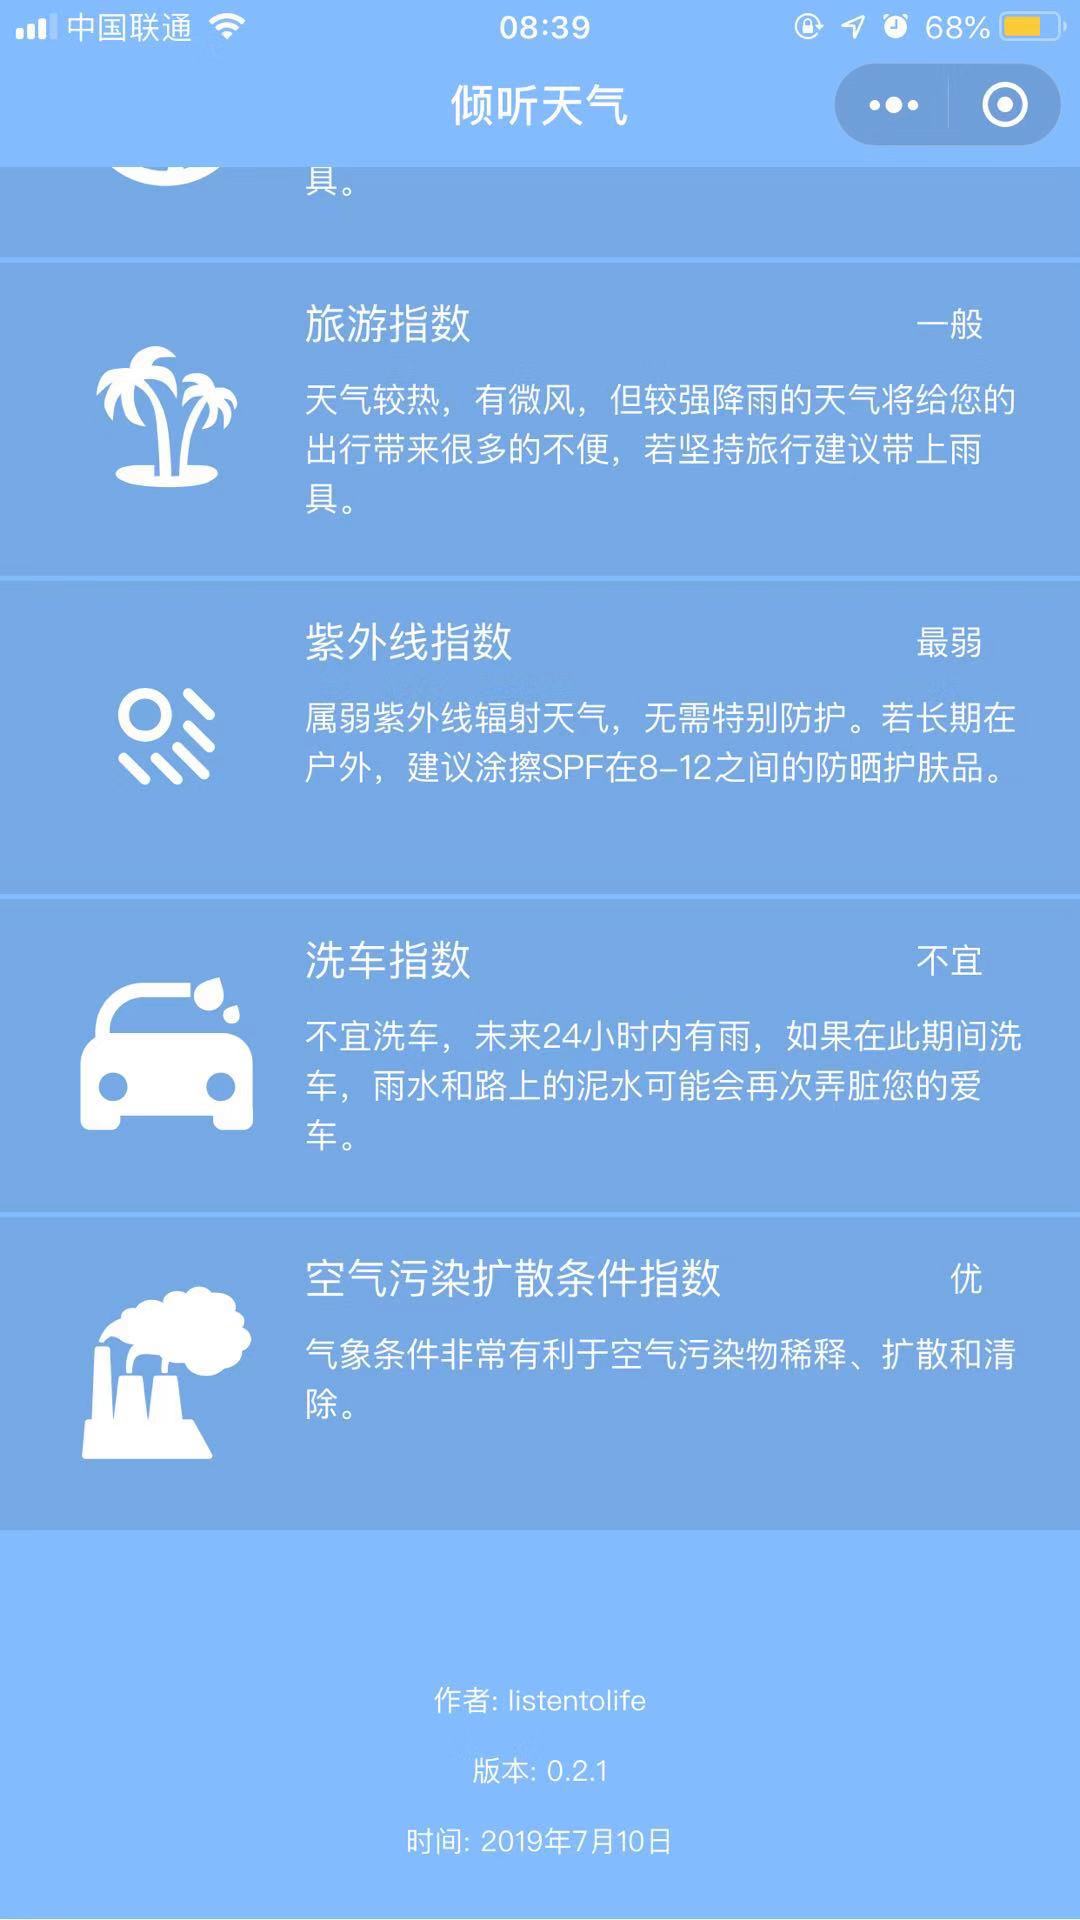 中国联通
08:39
68%
倾听天气
具。
旅游指数
一般
天气较热，有微风，但较强降雨的天气将给您的
出行带来很多的不便，若坚持旅行建议带上雨
具。
紫外线指数
最弱
属弱紫外线辐射天气，无需特别防护。若长期在
户外，建议涂擦SPF在8-12之间的防晒护肤品。
洗车指数
不宜
不宜洗车，未来24小时内有雨，如果在此期间洗
车，雨水和路上的泥水可能会再次弄脏您的爱
车。
空气污染扩散条件指数
优
气象条件非常有利于空气污染物稀释、扩散和清
除。
作者: listentolife
版本: 0.2.1
时间: 2019年7月10日